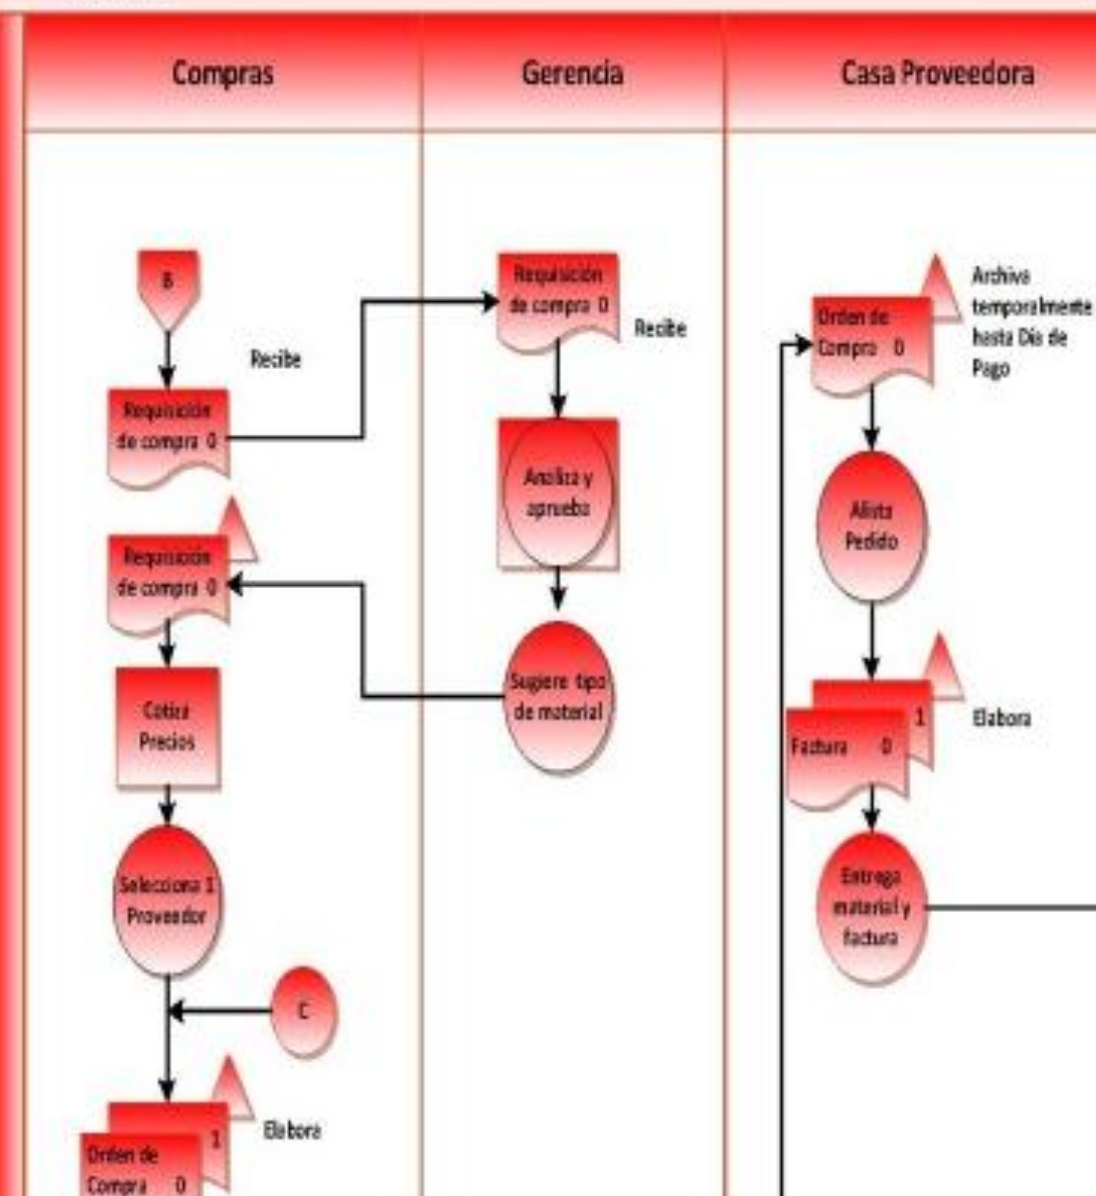 Compras
Gerencia
Casa Proveedora
B
Recibe
Requisición
de compra 0
Requisición
de compra 0
Cotiza
Precios
Selecciona 1
Proveedor
C
1
Elabora
Orden de
Compra 0
Requisición
de compra 0
Recibe
Analiza y
aprueba
Sugiere tipo
de material
Archiva
temporalmente
hasta Día de
Pago
Orden de
Compra 0
Alista
Pedido
1
Factura 0
Elabora
Entrega
material y
factura